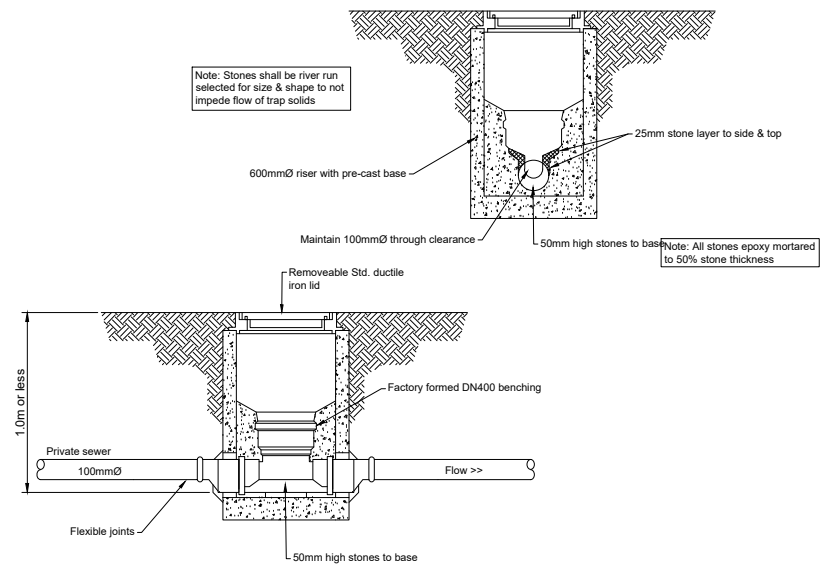 Note: Stones shall be river run
selected for size & shape to not
impede flow of trap solids
25mm stone layer to side & top
600mmØ riser with pre-cast base
Maintain 100mmØ through clearance
50mm high stones to base
Note: All stones epoxy mortared
to 50% stone thickness
Removeable Std. ductile
iron lid
1.0m or less
Factory formed DN400 benching
Private sewer
100mmØ
Flow >>
Flexible joints
50mm high stones to base